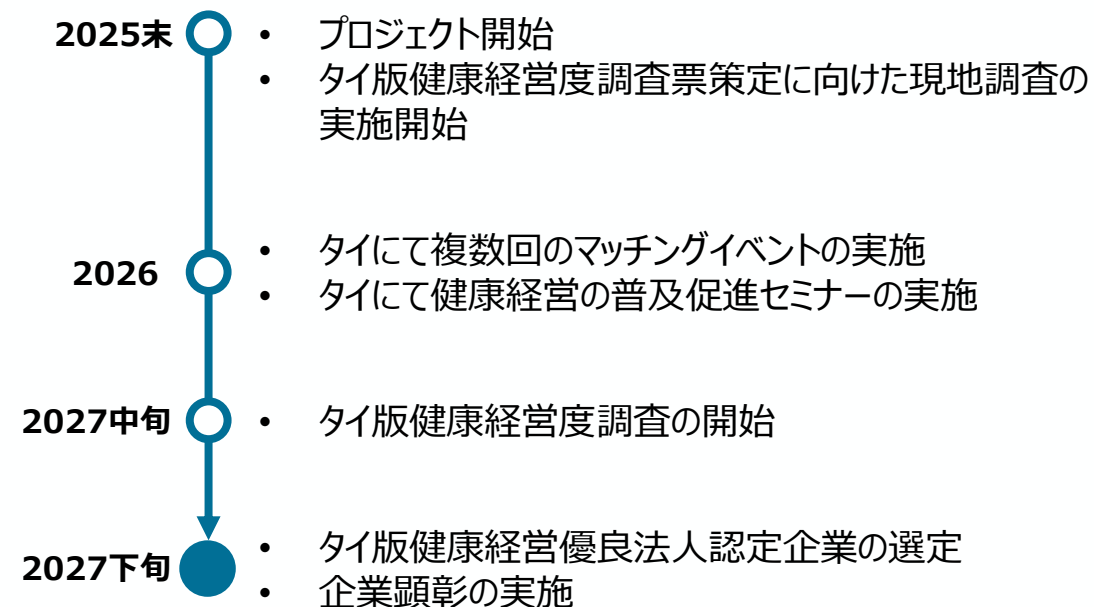 2025末
• プロジェクト開始
• タイ版健康経営度調査票策定に向けた現地調査の
実施開始
2026
• タイにて複数回のマッチングイベントの実施
• タイにて健康経営の普及促進セミナーの実施
2027中旬
• タイ版健康経営度調査の開始
2027下旬
• タイ版健康経営優良法人認定企業の選定
• 企業顕彰の実施